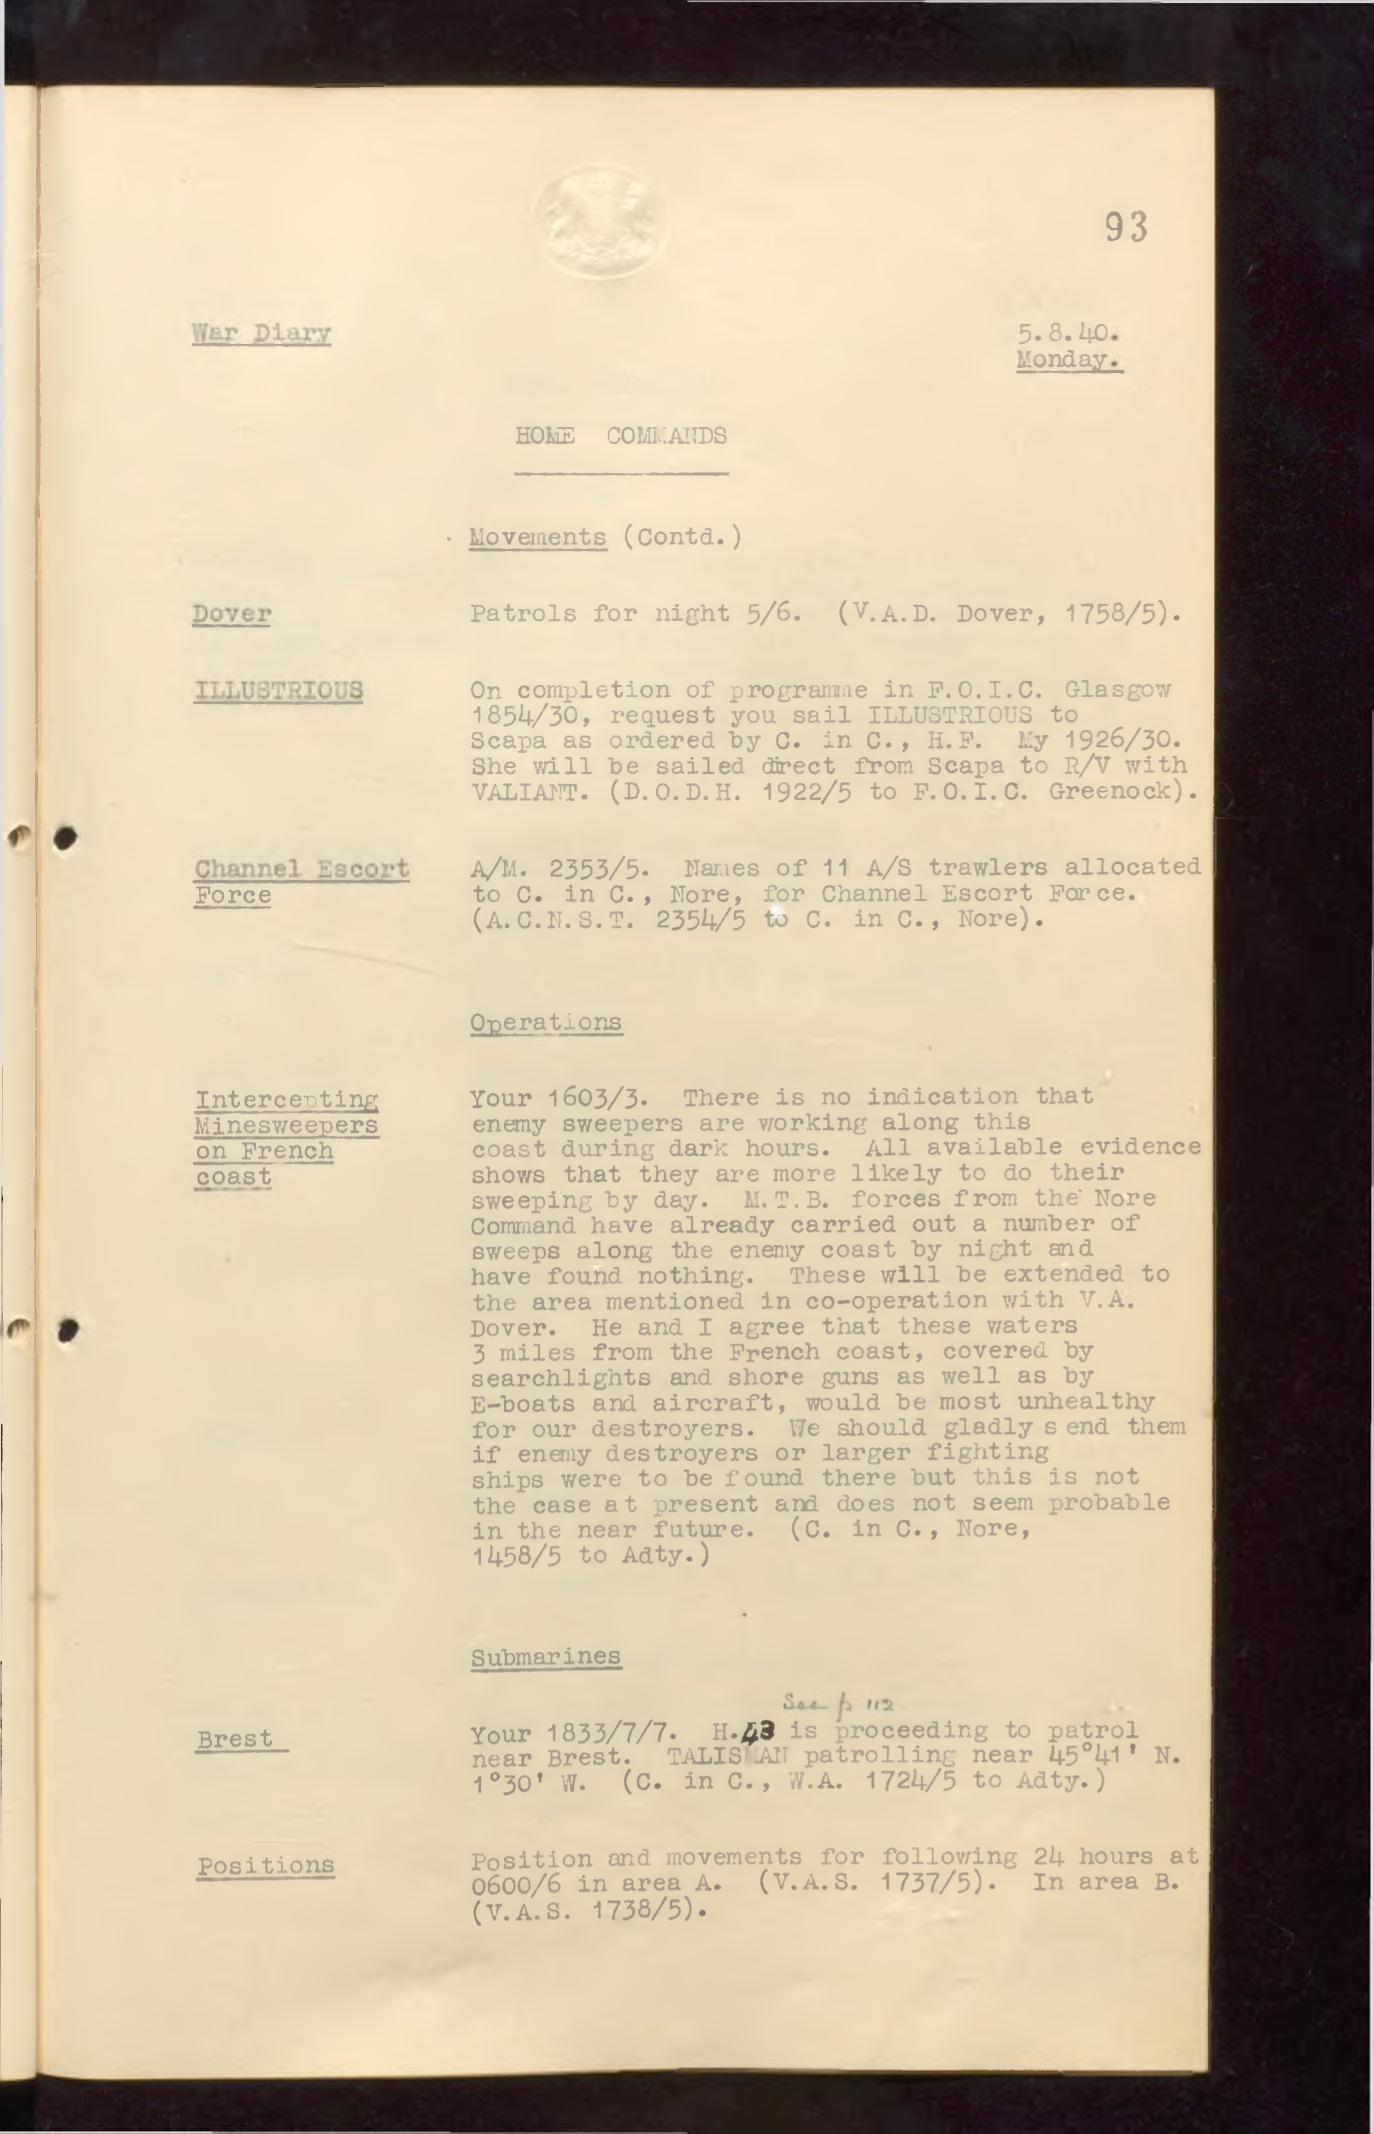 93
War Diary
5.8.40.
Monday.
HOME COMMANDS
Movements (Contd.)
Dover
Patrols for night 5/6. (V.A.D. Dover, 1758/5).
ILLUSTRIOUS
On completion of programme in F.O.I.C. Glasgow
1854/30, request you sail ILLUSTRIOUS to
Scapa as ordered by C. in C., H.F. My 1926/30.
She will be sailed direct from Scapa to R/V with
VALIANT. (D.O.D.H. 1922/5 to F.O.I.C. Greenock).
Channel Escort
Force
A/M. 2353/5. Names of 11 A/S trawlers allocated
to C. in C., Nore, for Channel Escort Force.
(A.C.N.S.T. 2354/5 to C. in C., Nore).
Operations
Intercepting
Minesweepers
on French
coast
Your 1603/3. There is no indication that
enemy sweepers are working along this
coast during dark hours. All available evidence
shows that they are more likely to do their
sweeping by day. M.T.B. forces from the Nore
Command have already carried out a number of
sweeps along the enemy coast by night and
have found nothing. These will be extended to
the area mentioned in co-operation with V.A.
Dover. He and I agree that these waters
3 miles from the French coast, covered by
searchlights and shore guns as well as by
E-boats and aircraft, would be most unhealthy
for our destroyers. We should gladly send them
if enemy destroyers or larger fighting
ships were to be found there but this is not
the case at present and does not seem probable
in the near future. (C. in C., Nore,
1458/5 to Adty.)
Submarines
See p 112
Brest
Your 1833/7/7. H.43 is proceeding to patrol
near Brest. TALISMAN patrolling near 45°41' N.
1°30' W. (C. in C., W.A. 1724/5 to Adty.)
Positions
Position and movements for following 24 hours at
0600/6 in area A. (V.A.S. 1737/5). In area B.
(V.A.S. 1738/5).